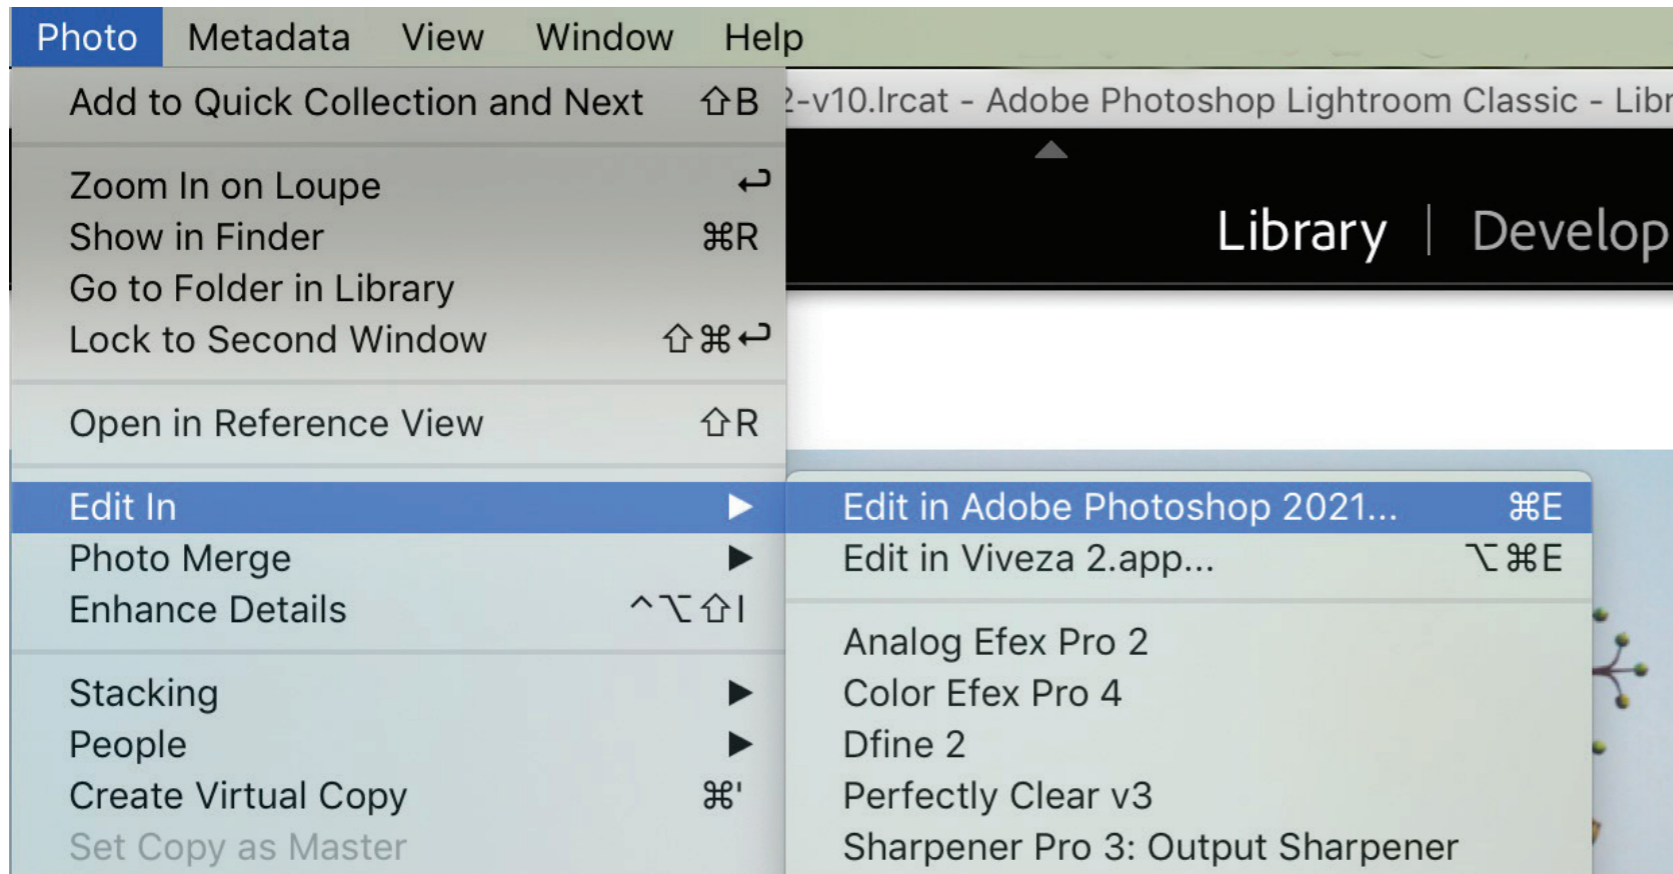 Photo Metadata View Window Help
Add to Quick Collection and Next ⇧B
2-v10.lrcat - Adobe Photoshop Lightroom Classic - Libr
Zoom In on Loupe ↩
Show in Finder ⌘R
Library | Develop
Go to Folder in Library
Lock to Second Window ⇧⌘↩
Open in Reference View ⇧R
Edit In ▶
Photo Merge ▶
Enhance Details ^⌥⇧I
Stacking ▶
People ▶
Create Virtual Copy ⌘'
Set Copy as Master
Edit in Adobe Photoshop 2021... ⌘E
Edit in Viveza 2.app... ⌥⌘E
Analog Efex Pro 2
Color Efex Pro 4
Dfine 2
Perfectly Clear v3
Sharpener Pro 3: Output Sharpener